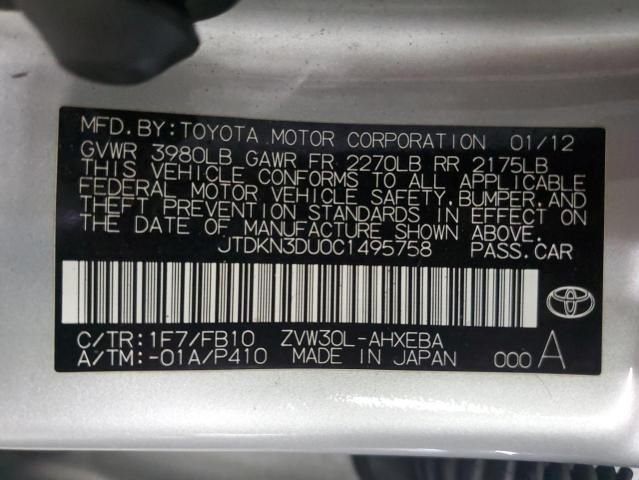 MFD.BY:TOYOTA MOTOR CORPORATION 01/12
GVWR 3980LB GAWR FR 2270LB RR 2175LB
THIS VEHICLE CONFORMS TO ALL APPLICABLE
FEDERAL MOTOR VEHICLE SAFETY, BUMPER, AND
THEFT PREVENTION STANDARDS IN EFFECT ON
THE DATE OF MANUFACTURE SHOWN ABOVE.
JTDKN3DU0C1495758 PASS.CAR
C/TR:1F7/FB10 ZVW30L-AHXEBA
A/TM:-01A/P410 MADE IN JAPAN 000 A